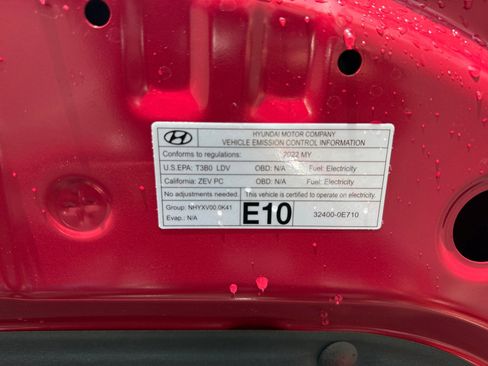 HYUNDAI MOTOR COMPANY
VEHICLE EMISSION CONTROL INFORMATION
Conforms to regulations: 2022 MY
U.S.EPA: T3B0 LDV OBD: N/A Fuel: Electricity
California: ZEV PC OBD: N/A Fuel: Electricity
No adjustments needed. This vehicle is certified to operate on electricity.
Group: NHYXV00.0K41
Evap.: N/A
E10
32400-0E710